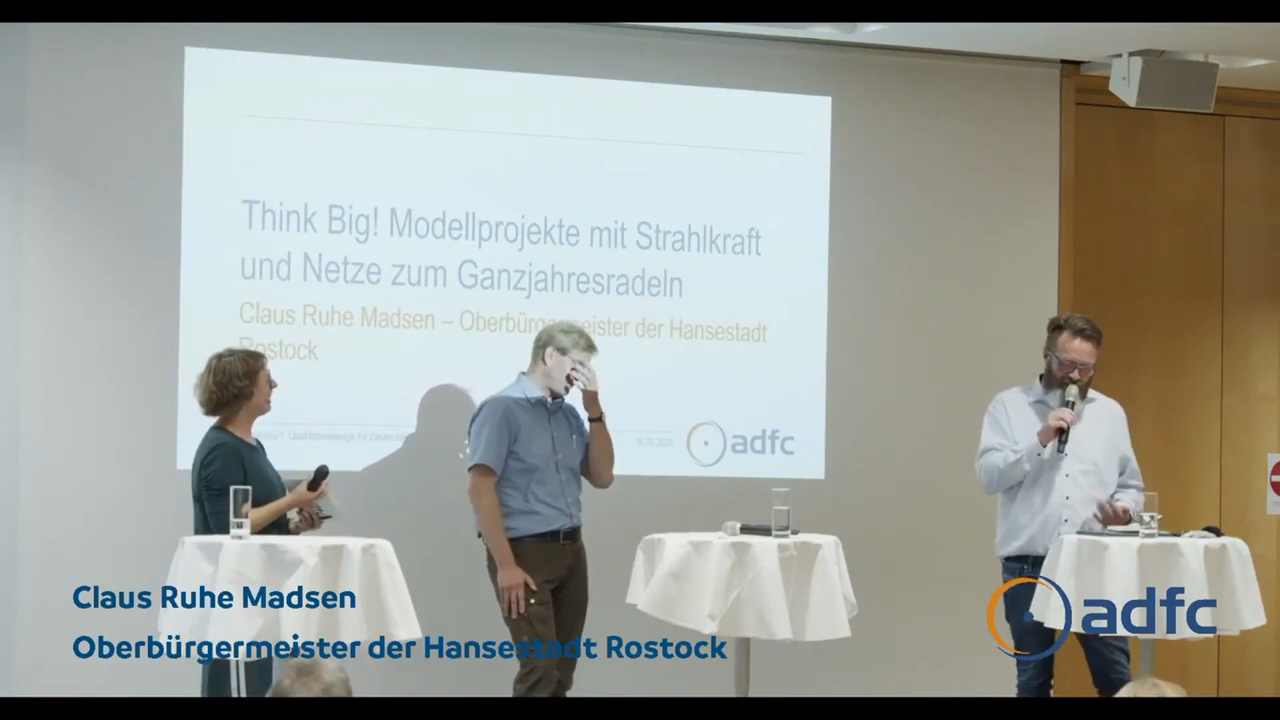 Think Big! Modellprojekte mit Strahlkraft
und Netze zum Ganzjahresradeln
Claus Ruhe Madsen – Oberbürgermeister der Hansestadt
Rostock
adfc
Claus Ruhe Madsen
Oberbürgermeister der Hansestadt Rostock
adfc